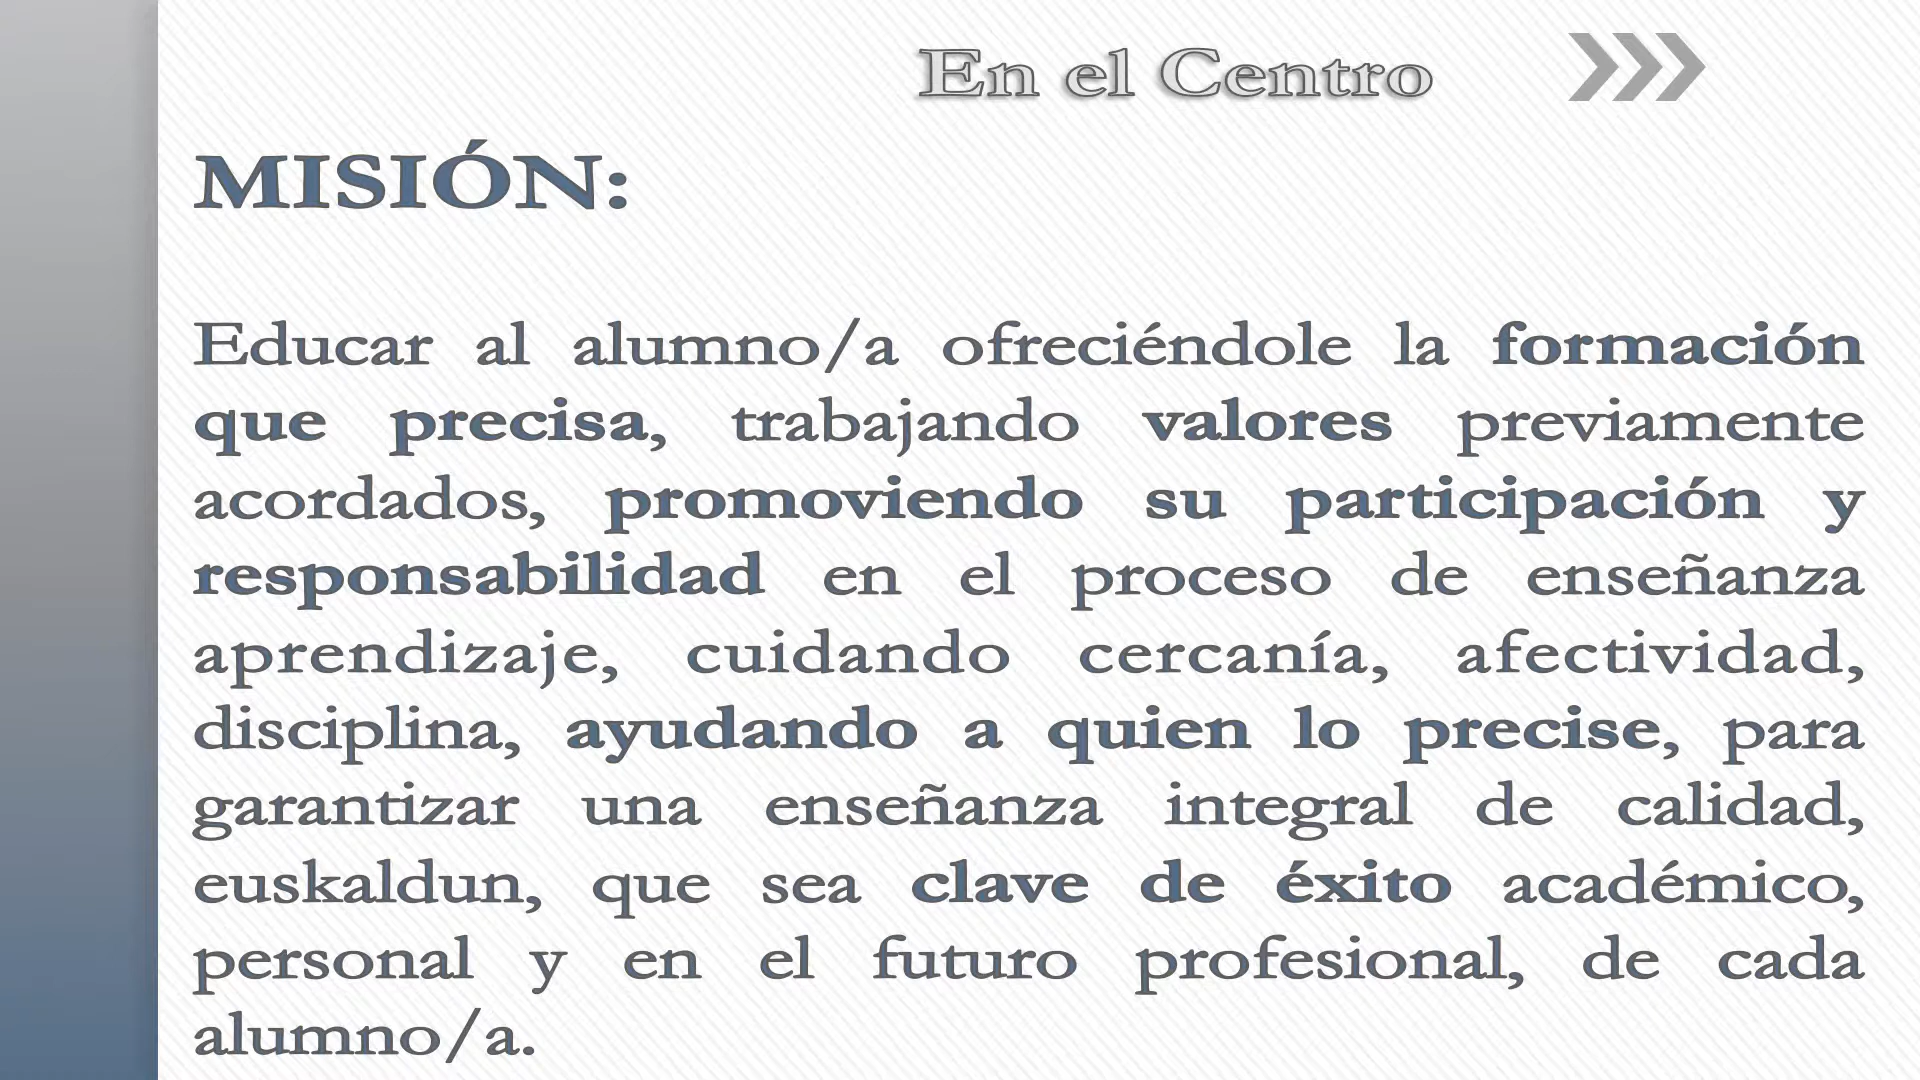 En el Centro
MISIÓN:
Educar al alumno/a ofreciéndole la formación
que precisa, trabajando valores previamente
acordados, promoviendo su participación y
responsabilidad en el proceso de enseñanza
aprendizaje, cuidando cercanía, afectividad,
disciplina, ayudando a quien lo precise, para
garantizar una enseñanza integral de calidad,
euskaldun, que sea clave de éxito académico,
personal y en el futuro profesional, de cada
alumno/a.